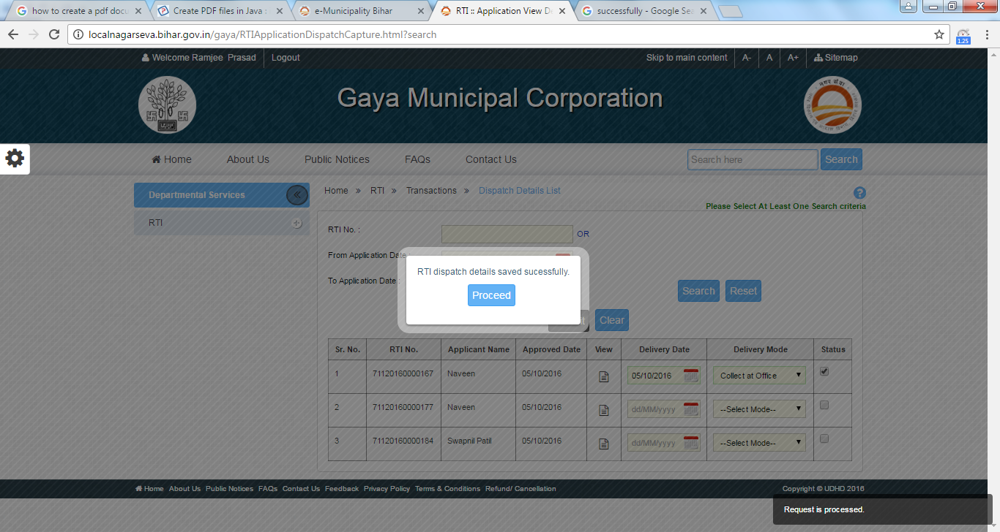 how to create a pdf docu
Create PDF files in Java :
e-Municipality Bihar
RTI :: Application View De
successfully - Google Sea
localnagarseva.bihar.gov.in/gaya/RTIApplicationDispatchCapture.html?search
1.25
Welcome Ramjee Prasad Logout
Skip to main content A- A A+ Sitemap
Gaya Municipal Corporation
Home About Us Public Notices FAQs Contact Us Search here Search
Departmental Services
RTI
Home » RTI » Transactions » Dispatch Details List
Please Select At Least One Search criteria
RTI No. : OR
From Application Date :
To Application Date :
Search Reset
RTI dispatch details saved sucessfully.
Proceed
Clear
Sr. No. RTI No. Applicant Name Approved Date View Delivery Date Delivery Mode Status
1 71120160000167 Naveen 05/10/2016 05/10/2016 Collect at Office
2 71120160000177 Naveen 05/10/2016 dd/MM/yyyy --Select Mode--
3 71120160000184 Swapnil Patil 05/10/2016 dd/MM/yyyy --Select Mode--
Home About Us Public Notices FAQs Contact Us Feedback Privacy Policy Terms & Conditions Refund/ Cancellation Copyright © UDHD 2016
Request is processed.